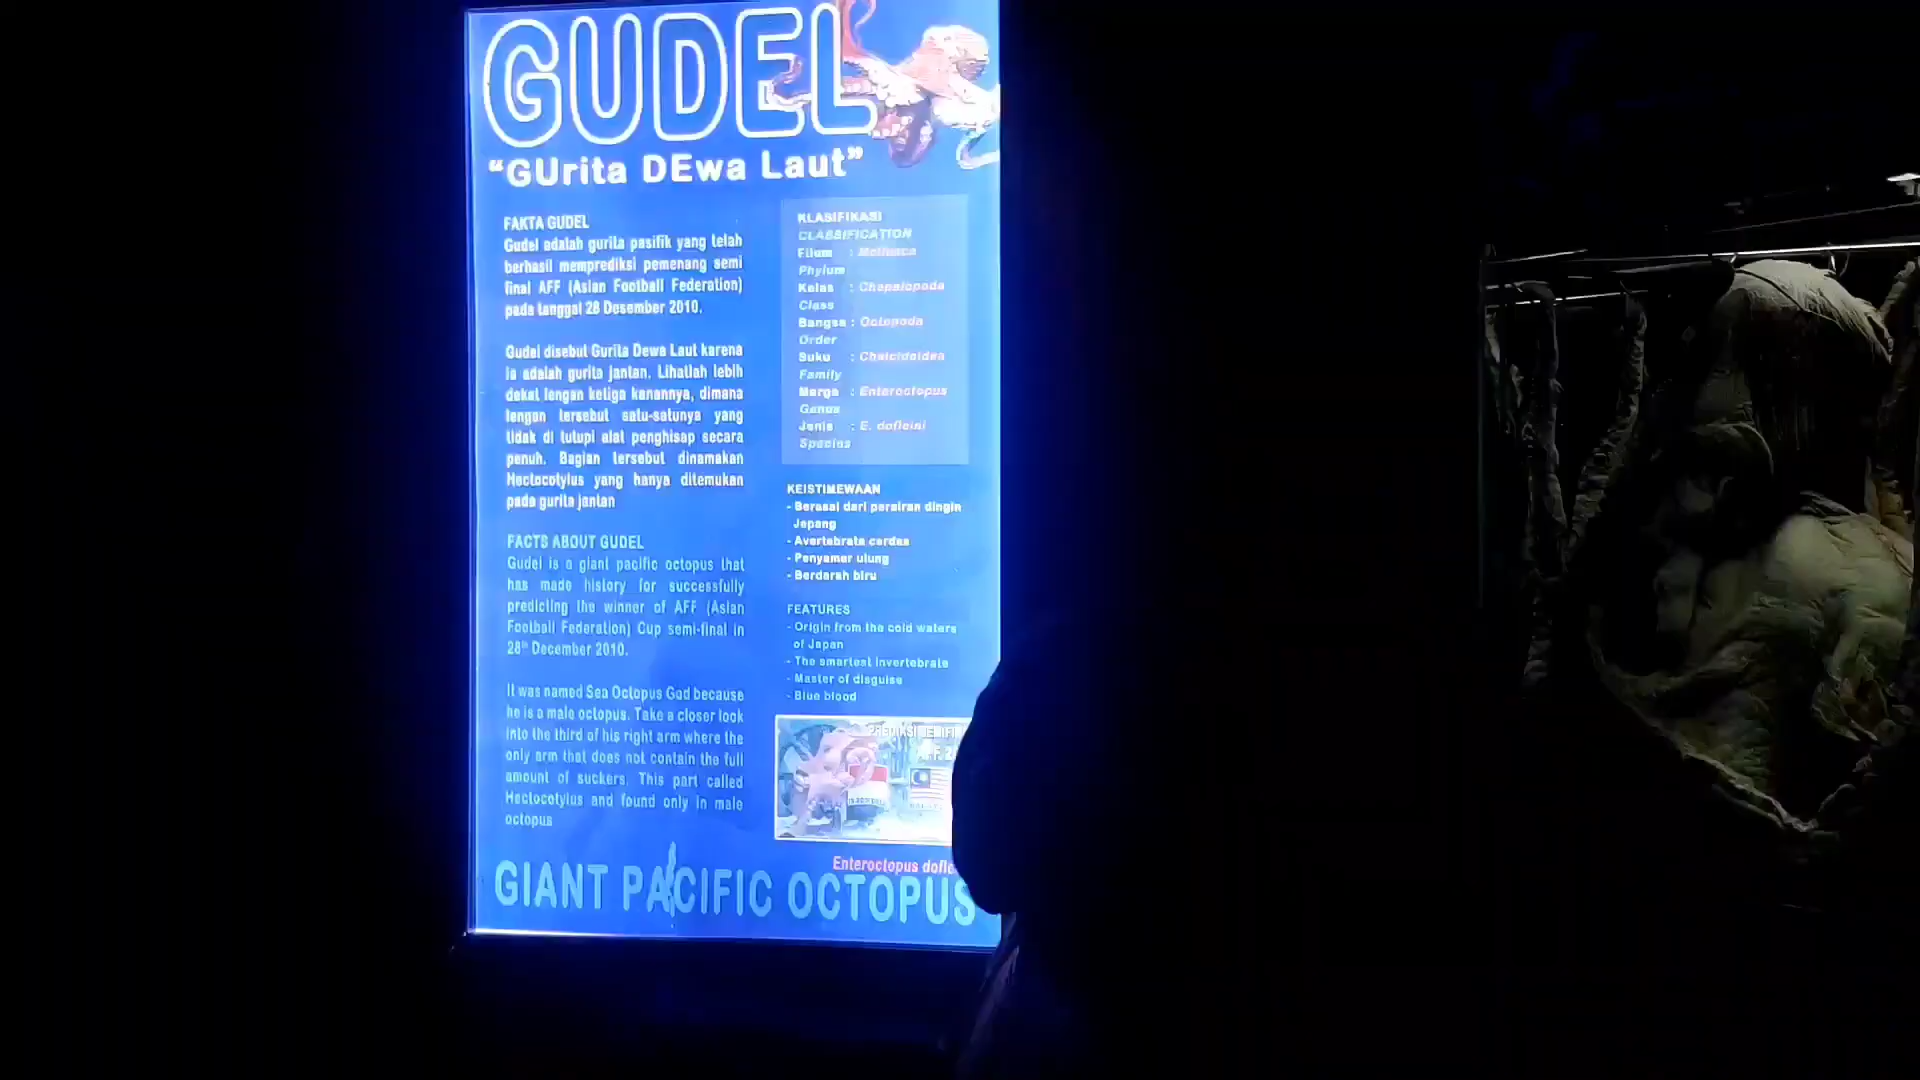 GUDEL
“GUrita DEwa Laut”
FAKTA GUDEL
Gudel adalah gurita pasifik yang telah
berhasil memprediksi pemenang semi
final AFF (Asian Football Federation)
pada tanggal 28 Desember 2010.
Gudel disebut Gurita Dewa Laut karena
ia adalah gurita jantan. Lihatlah lebih
dekat lengan ketiga kanannya, dimana
lengan tersebut satu-satunya yang
tidak di tutupi alat penghisap secara
penuh. Bagian tersebut dinamakan
Hectocotylus yang hanya ditemukan
pada gurita jantan
FACTS ABOUT GUDEL
Gudel is a giant pacific octopus that
has made history for successfully
predicting the winner of AFF (Asian
Football Federation) Cup semi-final in
28th December 2010.
It was named Sea Octopus God because
he is a male octopus. Take a closer look
into the third of his right arm where the
only arm that does not contain the full
amount of suckers. This part called
Hectocotylus and found only in male
octopus
KLASIFIKASI
CLASSIFICATION
Filum : Mollusca
Phylum
Kelas : Chepalopoda
Class
Bangsa : Octopoda
Order
Suku : Chalcidoidea
Family
Marga : Enteroctopus
Genus
Jenis : E. dofleini
Species
KEISTIMEWAAN
- Berasal dari perairan dingin
Jepang
- Avertebrata cerdas
- Penyamar ulung
- Berdarah biru
FEATURES
- Origin from the cold waters
of Japan
- The smartest invertebrate
- Master of disguise
- Blue blood
Enteroctopus
GIANT PACIFIC OCTOPUS